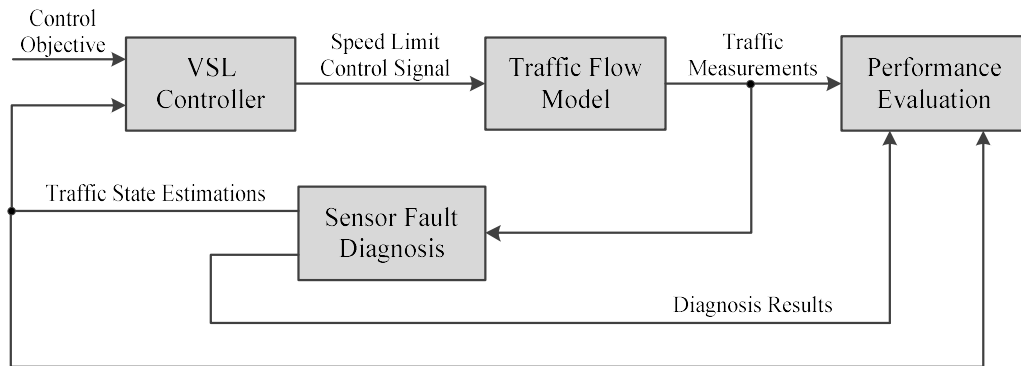 Control
Objective
VSL
Controller
Speed Limit
Control Signal
Traffic Flow
Model
Traffic
Measurements
Performance
Evaluation
Traffic State Estimations
Sensor Fault
Diagnosis
Diagnosis Results